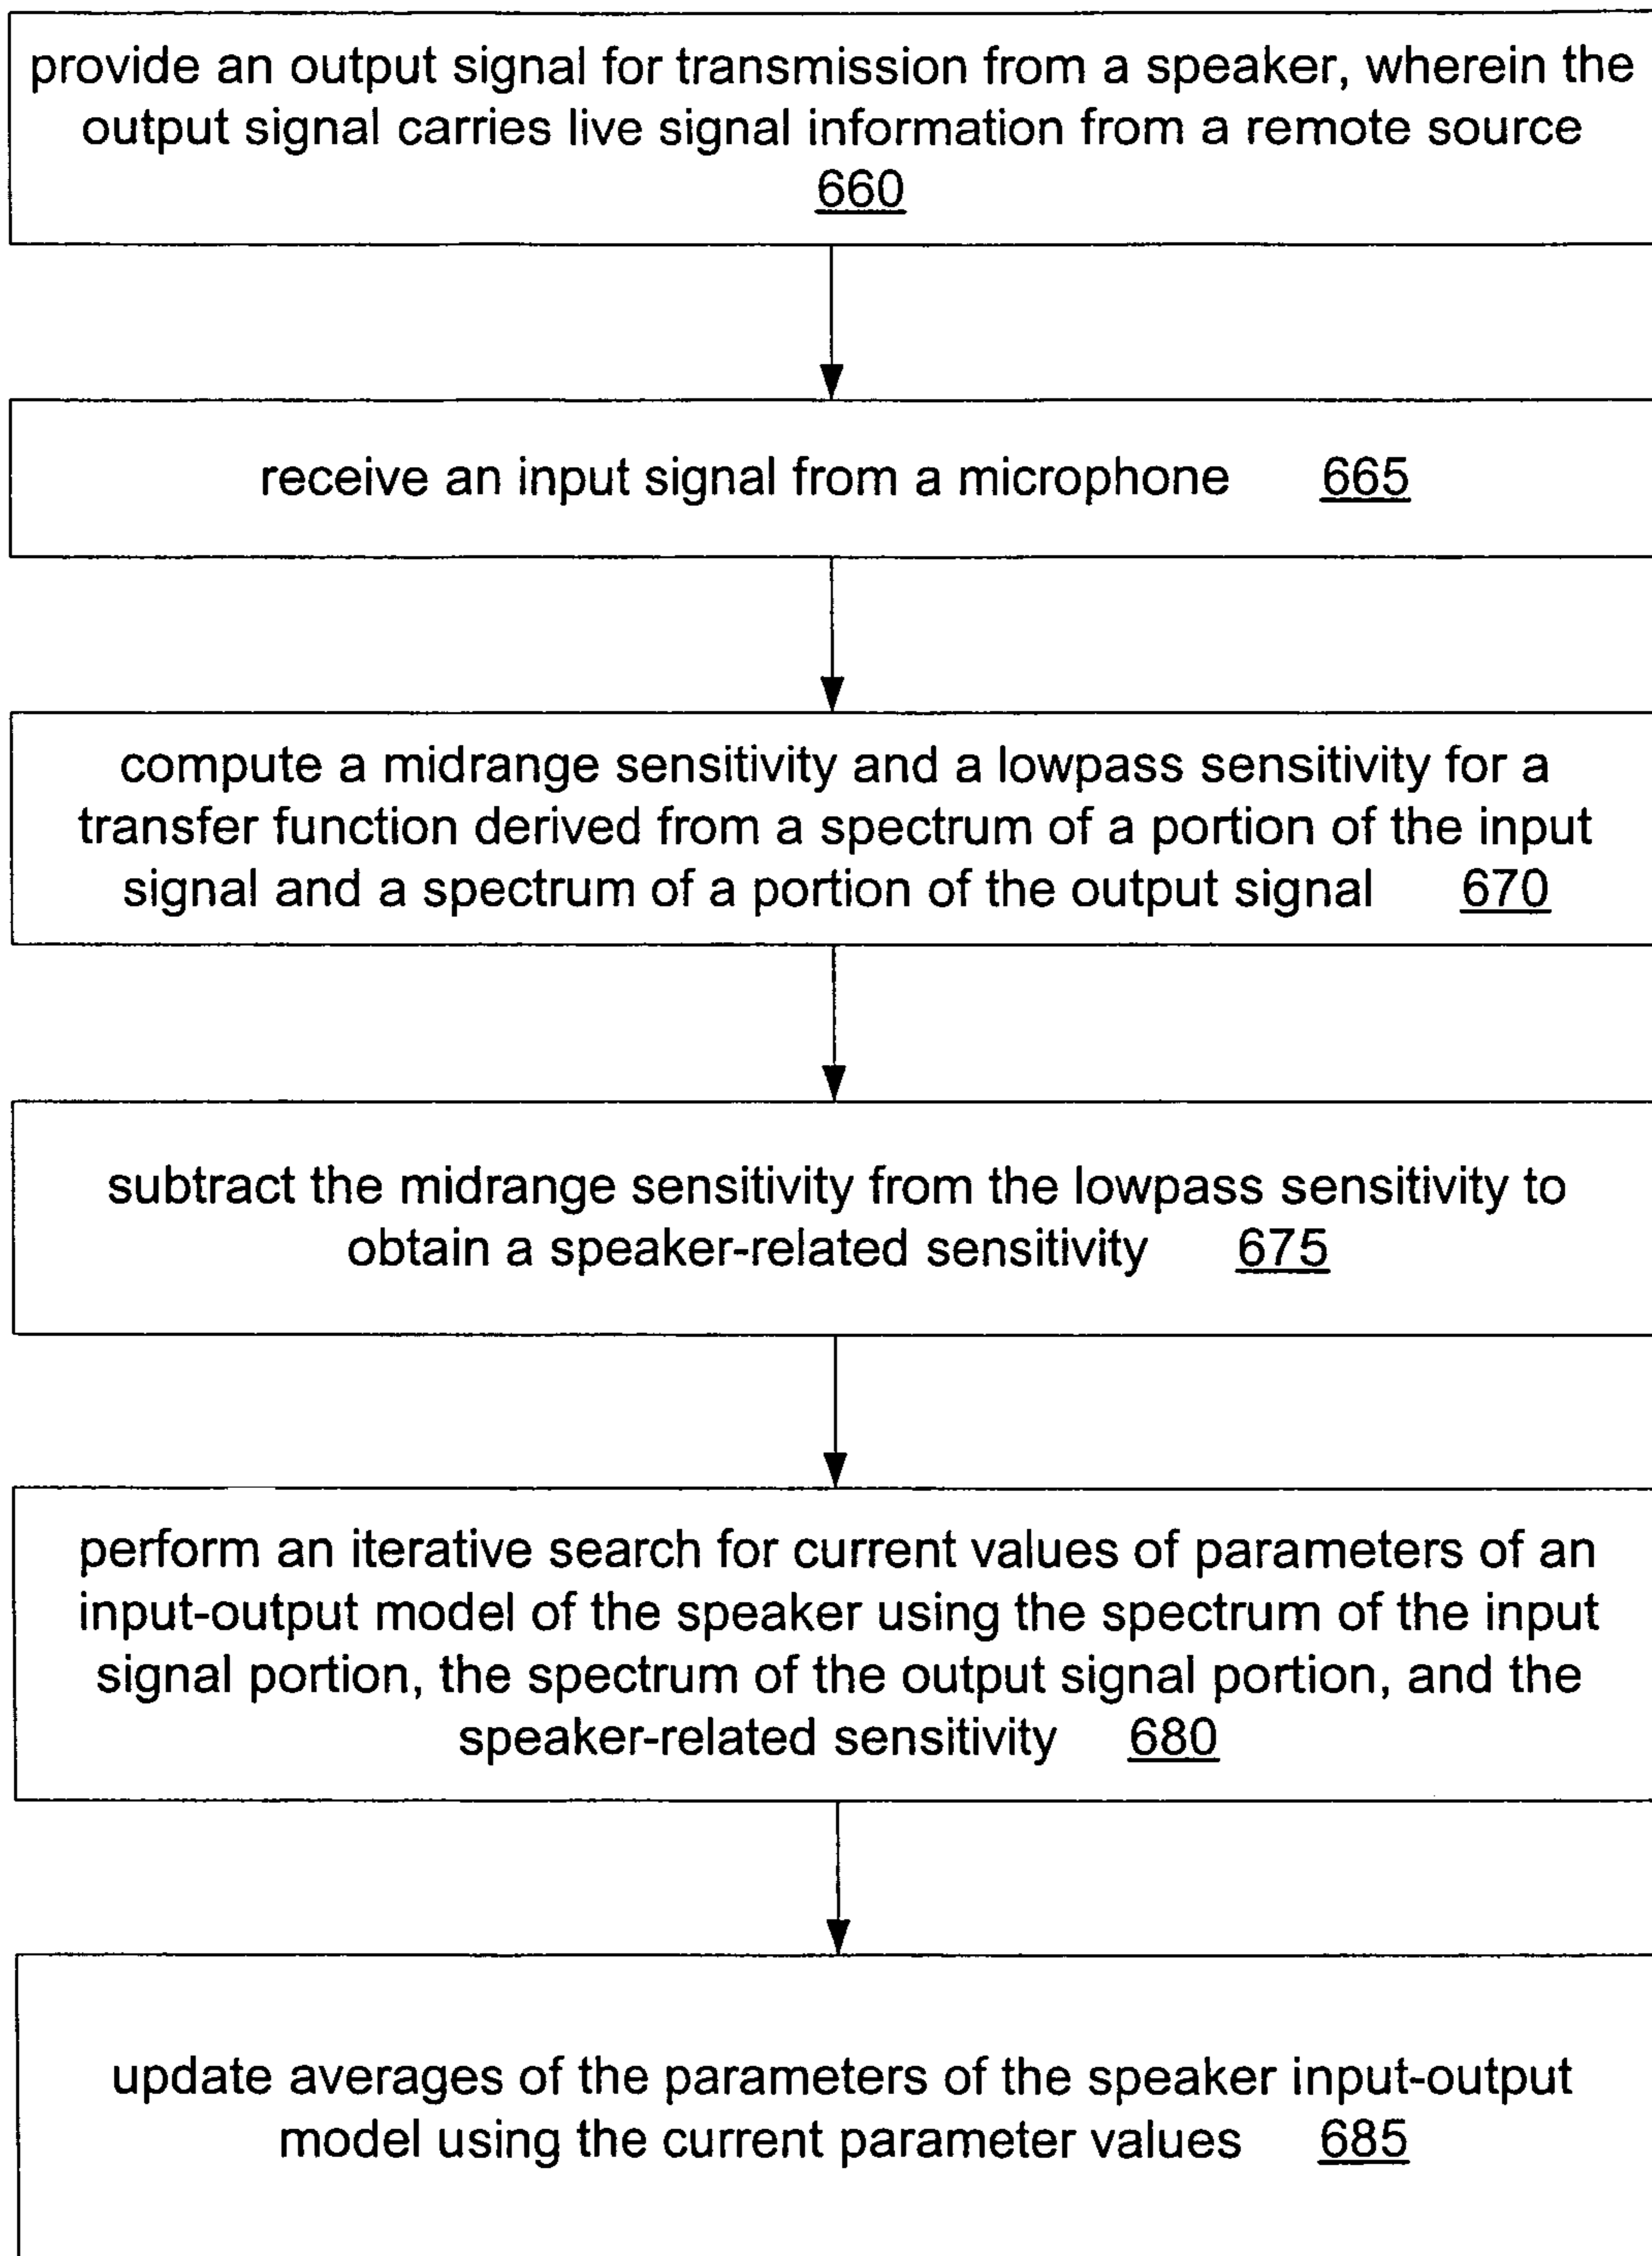 provide an output signal for transmission from a speaker, wherein the
output signal carries live signal information from a remote source
660
receive an input signal from a microphone 665
compute a midrange sensitivity and a lowpass sensitivity for a
transfer function derived from a spectrum of a portion of the input
signal and a spectrum of a portion of the output signal 670
subtract the midrange sensitivity from the lowpass sensitivity to
obtain a speaker-related sensitivity 675
perform an iterative search for current values of parameters of an
input-output model of the speaker using the spectrum of the input
signal portion, the spectrum of the output signal portion, and the
speaker-related sensitivity 680
update averages of the parameters of the speaker input-output
model using the current parameter values 685